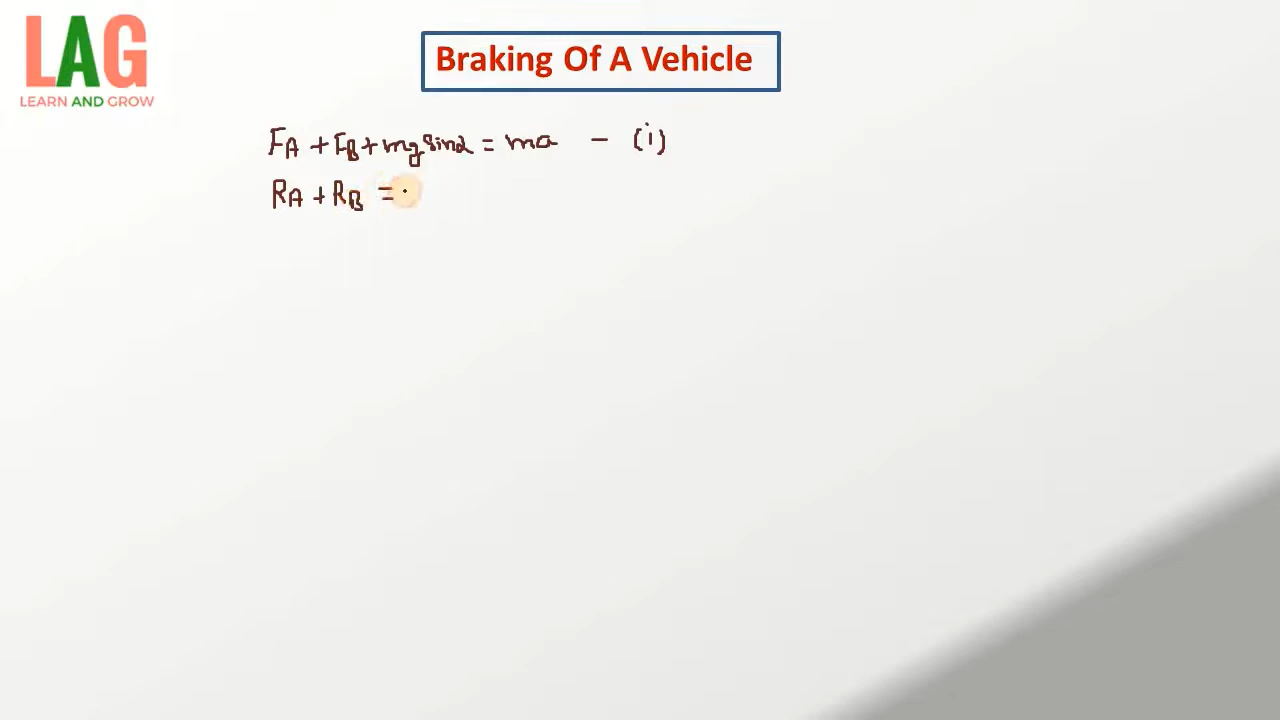 LAG
LEARN AND GROW
Braking Of A Vehicle
FA + FB + mg sinα = ma – (i)
RA + RB =